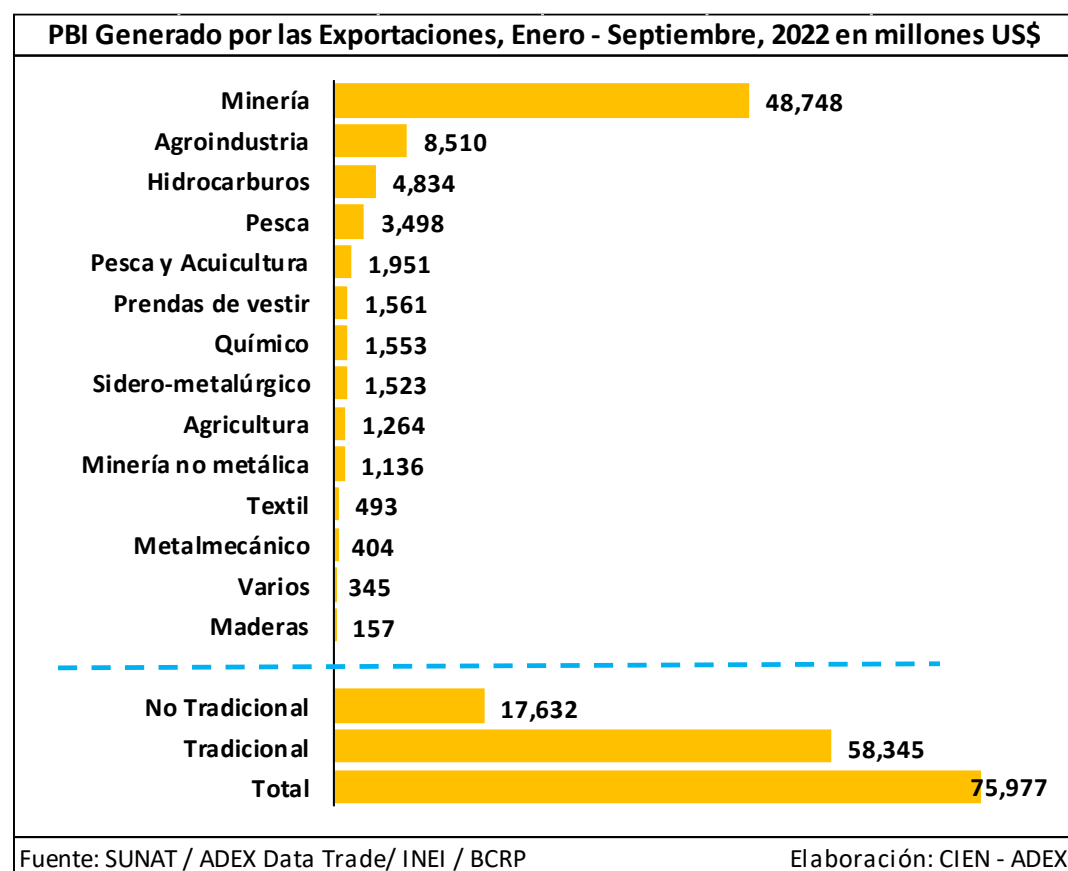 PBI Generado por las Exportaciones, Enero - Septiembre, 2022 en millones US$
Minería 48,748
Agroindustria 8,510
Hidrocarburos 4,834
Pesca 3,498
Pesca y Acuicultura 1,951
Prendas de vestir 1,561
Químico 1,553
Sidero-metalúrgico 1,523
Agricultura 1,264
Minería no metálica 1,136
Textil 493
Metalmecánico 404
Varios 345
Maderas 157
No Tradicional 17,632
Tradicional 58,345
Total 75,977
Fuente: SUNAT / ADEX Data Trade/ INEI / BCRP Elaboración: CIEN - ADEX